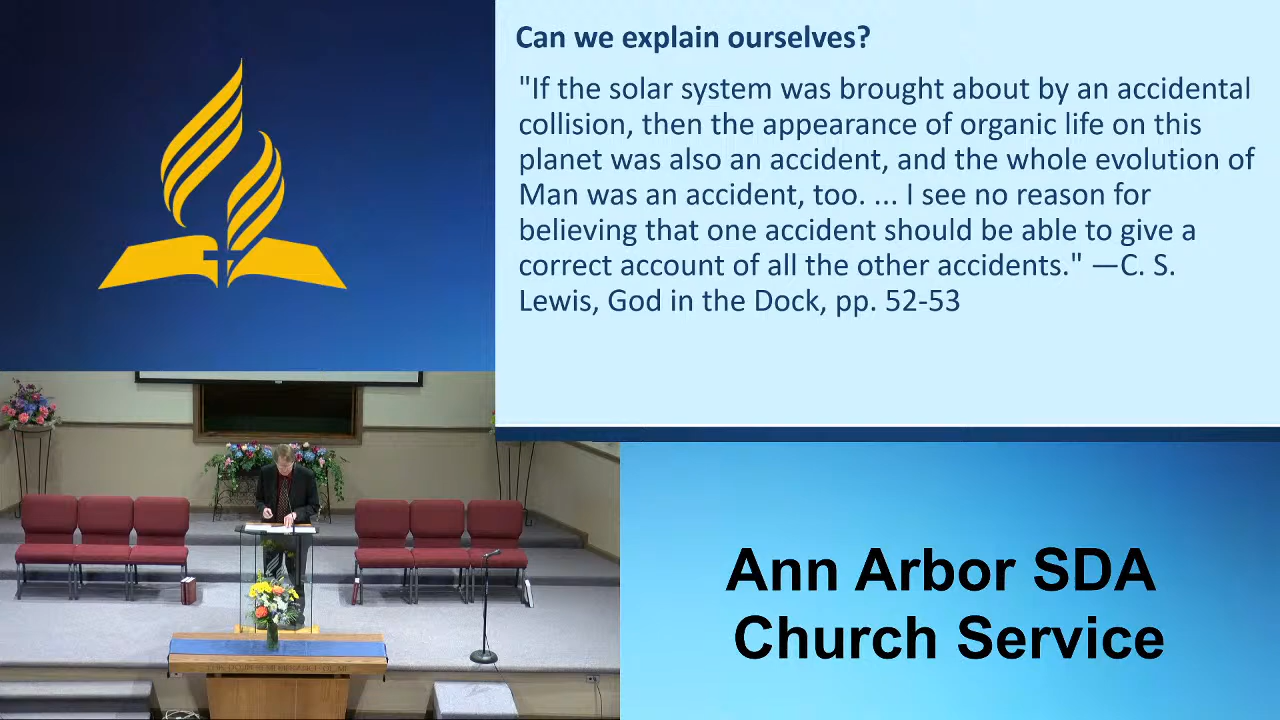 Can we explain ourselves?
"If the solar system was brought about by an accidental
collision, then the appearance of organic life on this
planet was also an accident, and the whole evolution of
Man was an accident, too. ... I see no reason for
believing that one accident should be able to give a
correct account of all the other accidents." —C. S.
Lewis, God in the Dock, pp. 52-53
Ann Arbor SDA
Church Service